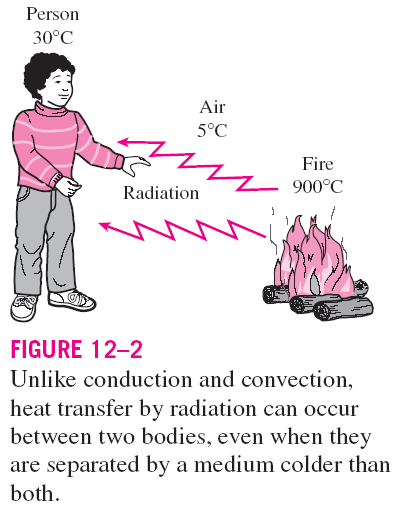 Person
30°C
Air
5°C
Fire
900°C
Radiation
FIGURE 12–2
Unlike conduction and convection,
heat transfer by radiation can occur
between two bodies, even when they
are separated by a medium colder than
both.